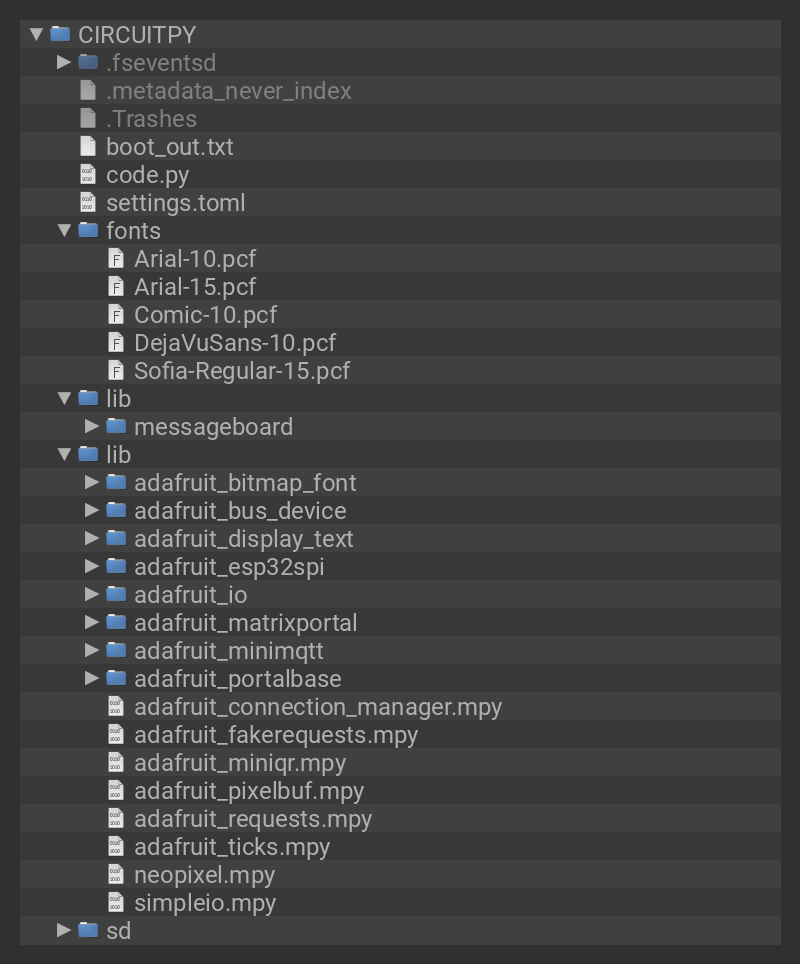 CIRCUITPY
.fseventsd
.metadata_never_index
.Trashes
boot_out.txt
code.py
settings.toml
fonts
Arial-10.pcf
Arial-15.pcf
Comic-10.pcf
DejaVuSans-10.pcf
Sofia-Regular-15.pcf
lib
messageboard
lib
adafruit_bitmap_font
adafruit_bus_device
adafruit_display_text
adafruit_esp32spi
adafruit_io
adafruit_matrixportal
adafruit_minimqtt
adafruit_portalbase
adafruit_connection_manager.mpy
adafruit_fakerequests.mpy
adafruit_miniqr.mpy
adafruit_pixelbuf.mpy
adafruit_requests.mpy
adafruit_ticks.mpy
neopixel.mpy
simpleio.mpy
sd